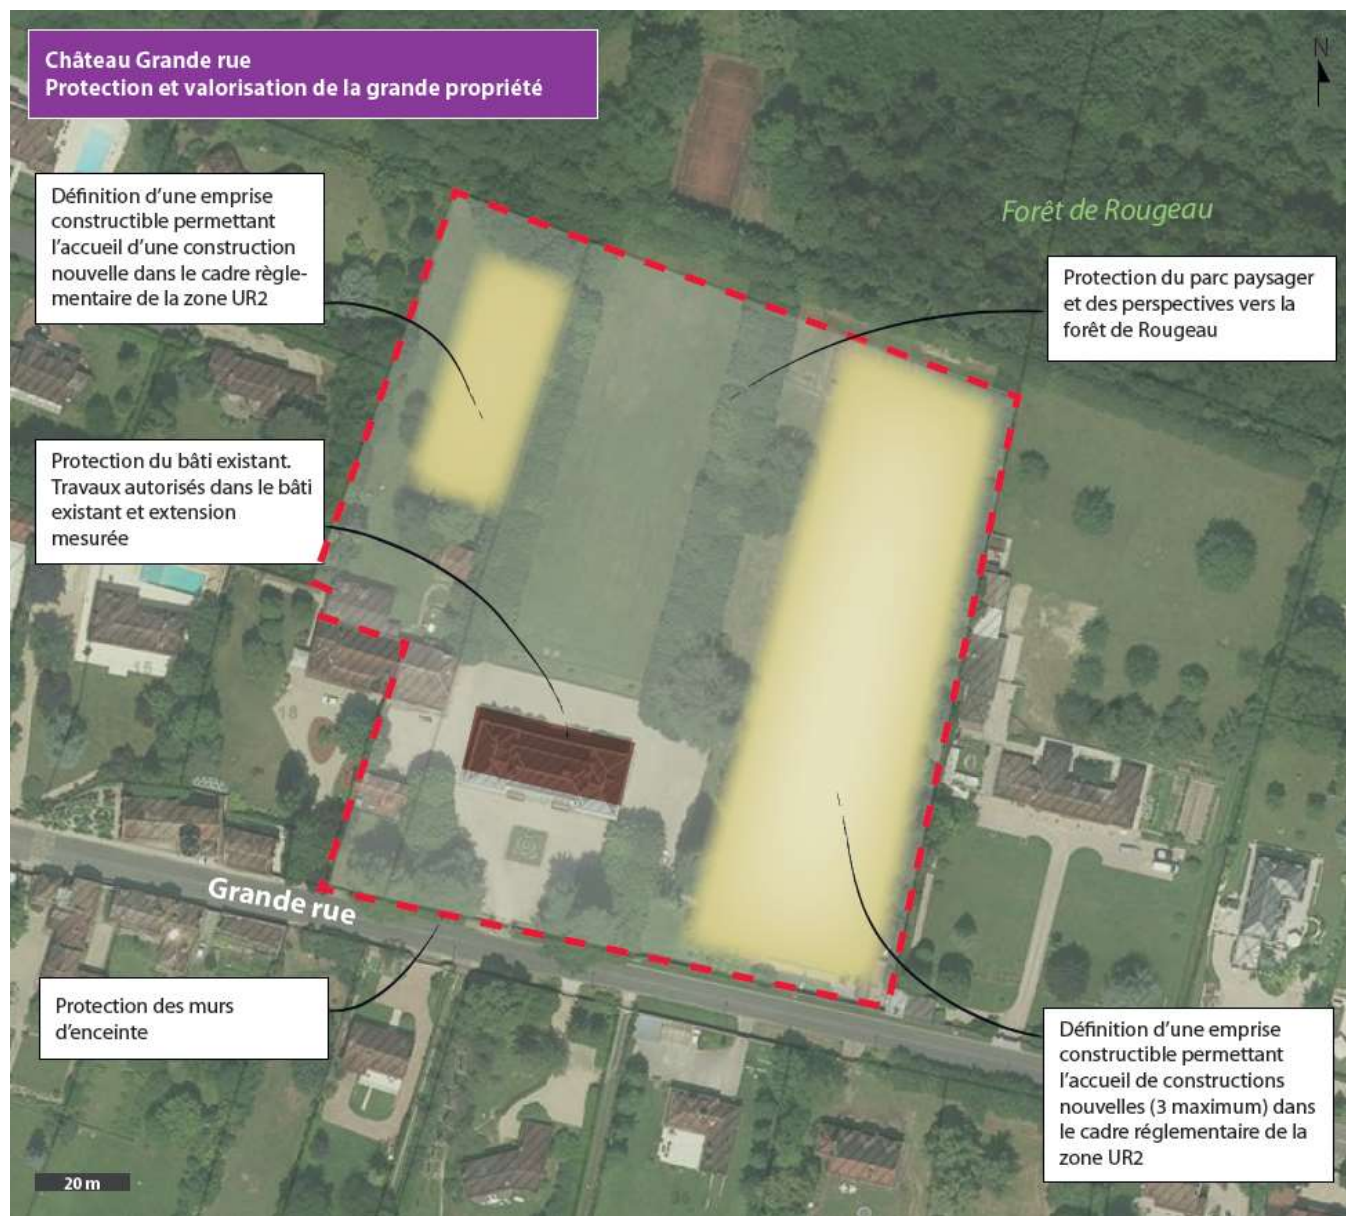 Château Grande rue
Protection et valorisation de la grande propriété
N
Définition d’une emprise
constructible permettant
l’accueil d’une construction
nouvelle dans le cadre règle-
mentaire de la zone UR2
Forêt de Rougeau
Protection du parc paysager
et des perspectives vers la
forêt de Rougeau
Protection du bâti existant.
Travaux autorisés dans le bâti
existant et extension
mesurée
Grande rue
Protection des murs
d’enceinte
Définition d’une emprise
constructible permettant
l’accueil de constructions
nouvelles (3 maximum) dans
le cadre réglementaire de la
zone UR2
20 m